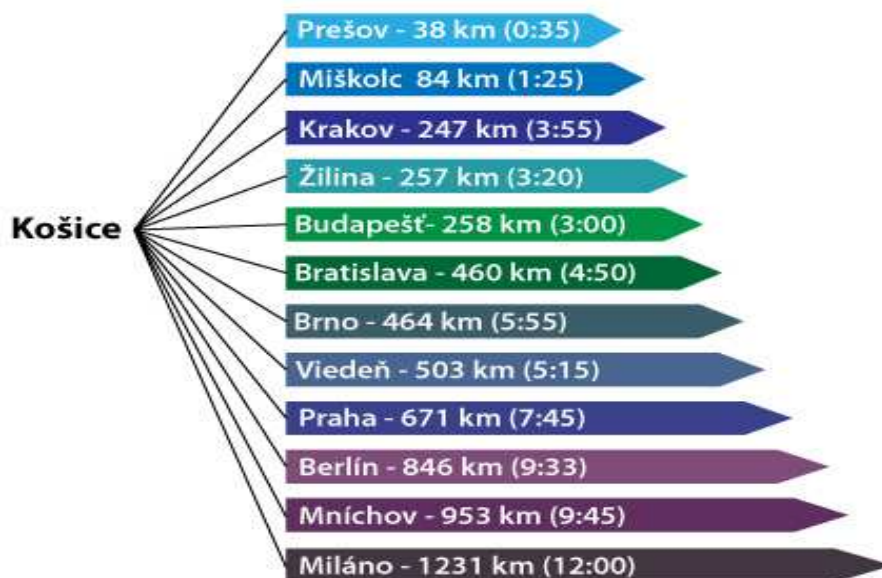 Prešov - 38 km (0:35)
Miškolc 84 km (1:25)
Krakov - 247 km (3:55)
Žilina - 257 km (3:20)
Košice
Budapešť- 258 km (3:00)
Bratislava - 460 km (4:50)
Brno - 464 km (5:55)
Viedeň - 503 km (5:15)
Praha - 671 km (7:45)
Berlín - 846 km (9:33)
Mníchov - 953 km (9:45)
Miláno - 1231 km (12:00)